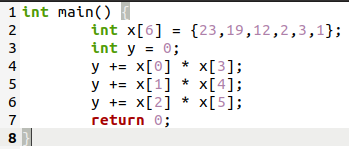 1 int main() {
2 int x[6] = {23,19,12,2,3,1};
3 int y = 0;
4 y += x[0] * x[3];
5 y += x[1] * x[4];
6 y += x[2] * x[5];
7 return 0;
8 }